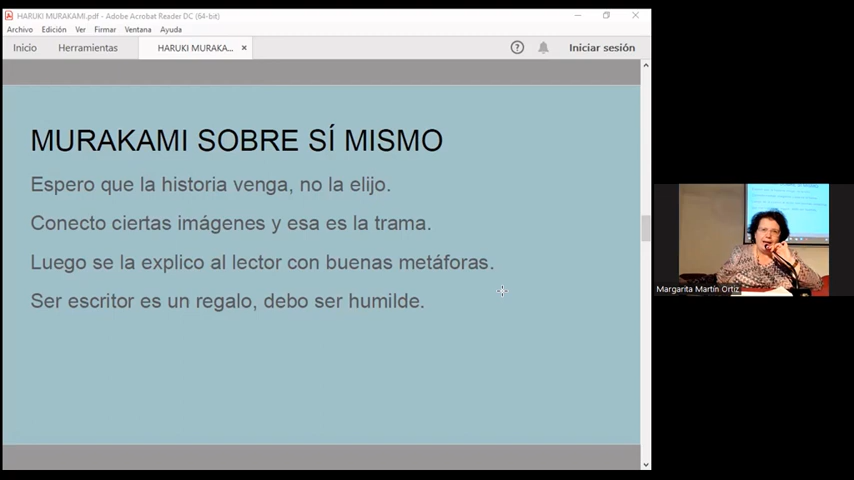 HARUKI MURAKAMI.pdf - Adobe Acrobat Reader DC (64-bit)
Archivo Edición Ver Firmar Ventana Ayuda
Inicio Herramientas HARUKI MURAKA... × Iniciar sesión
MURAKAMI SOBRE SÍ MISMO
Espero que la historia venga, no la elijo.
Conecto ciertas imágenes y esa es la trama.
Luego se la explico al lector con buenas metáforas.
Ser escritor es un regalo, debo ser humilde.
Margarita Martín Ortiz